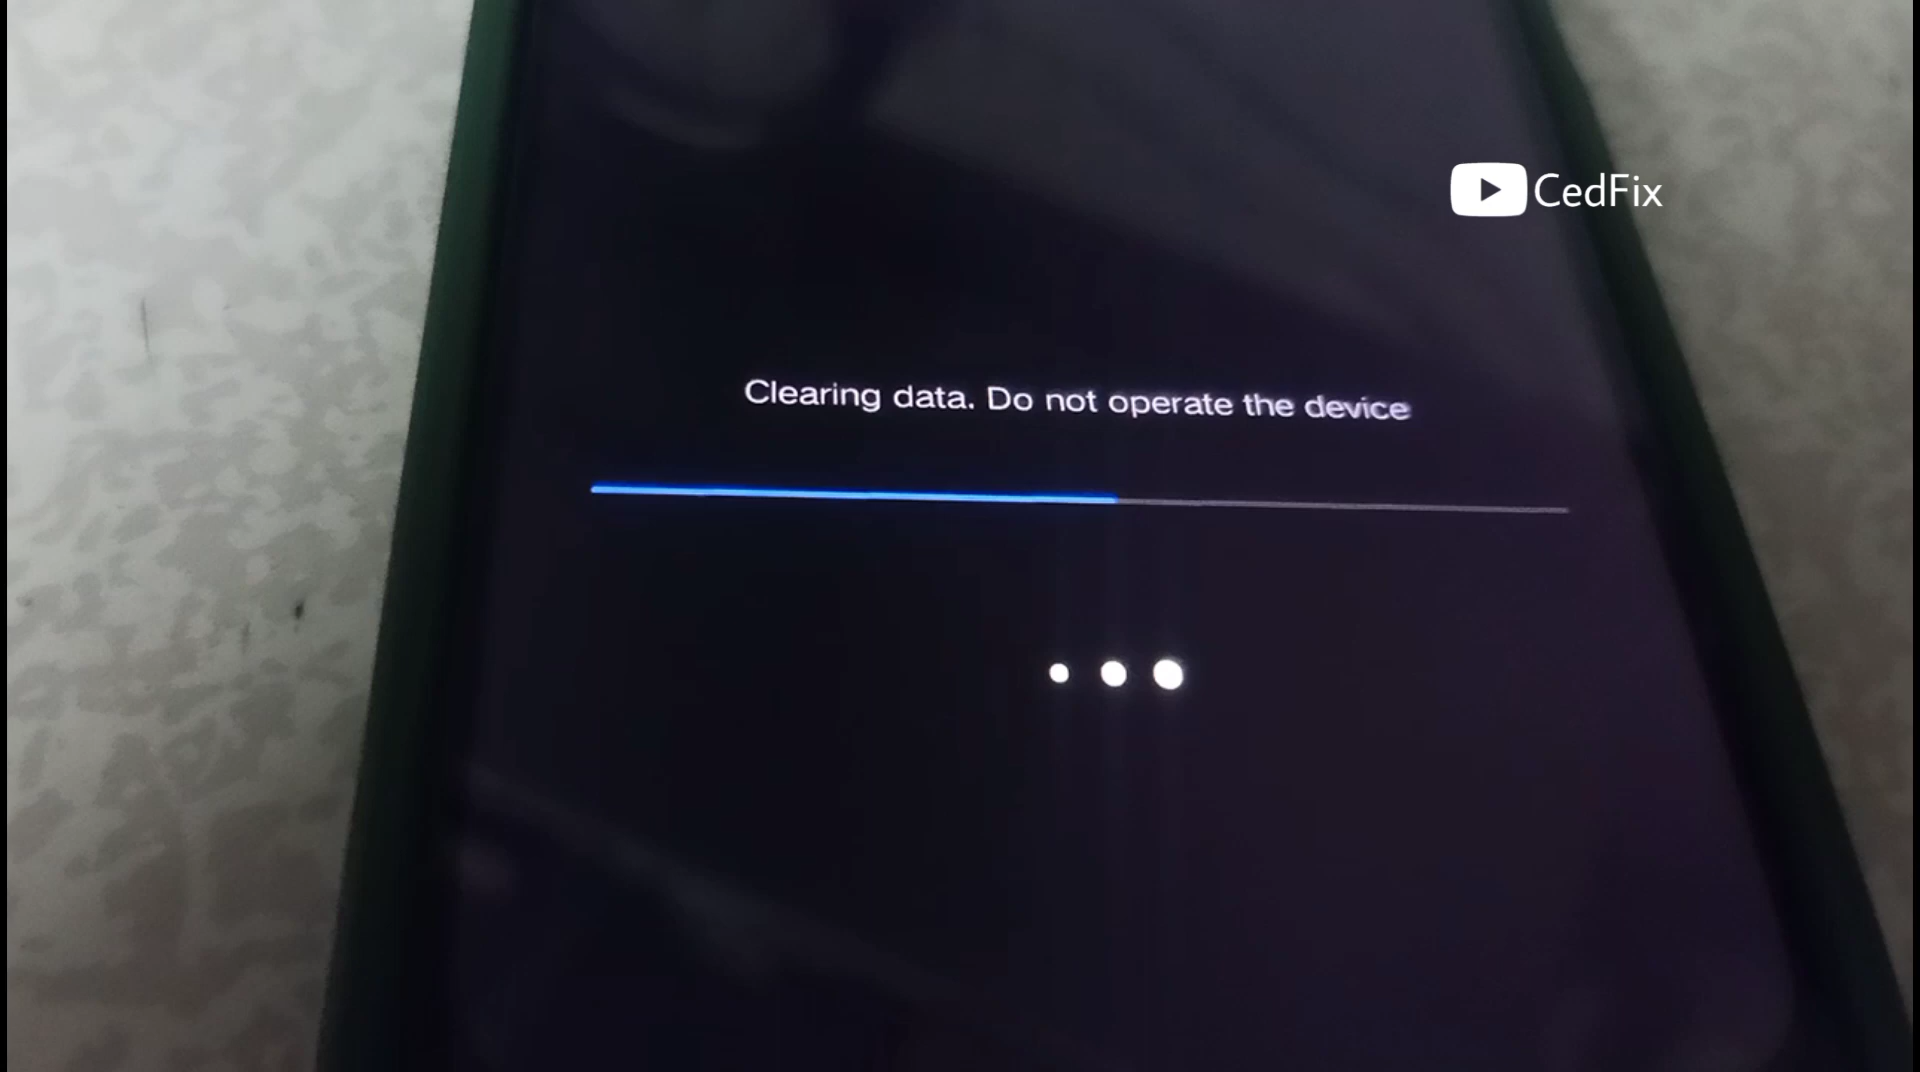 CedFix
Clearing data. Do not operate the device